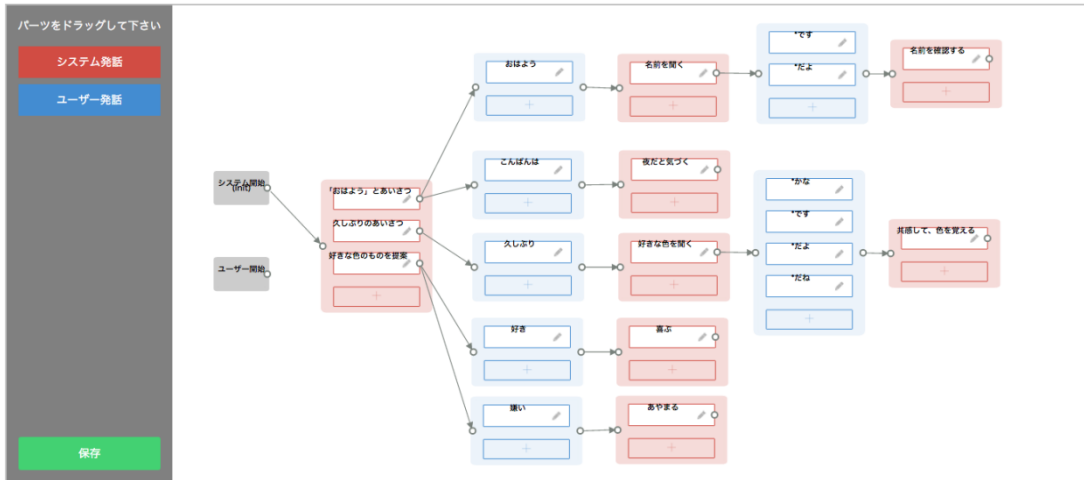 パーツをドラッグして下さい
システム発話
ユーザー発話
保存
システム開始
(init)
ユーザー開始
「おはよう」とあいさつ
久しぶりのあいさつ
好きな色のものを提案
+
おはよう
+
こんばんは
+
久しぶり
+
好き
+
嫌い
+
名前を聞く
+
夜だと気づく
+
好きな色を聞く
+
喜ぶ
+
あやまる
+
*です
*だよ
+
*かな
*です
*だよ
*だね
+
名前を確認する
+
共感して、色を覚える
+